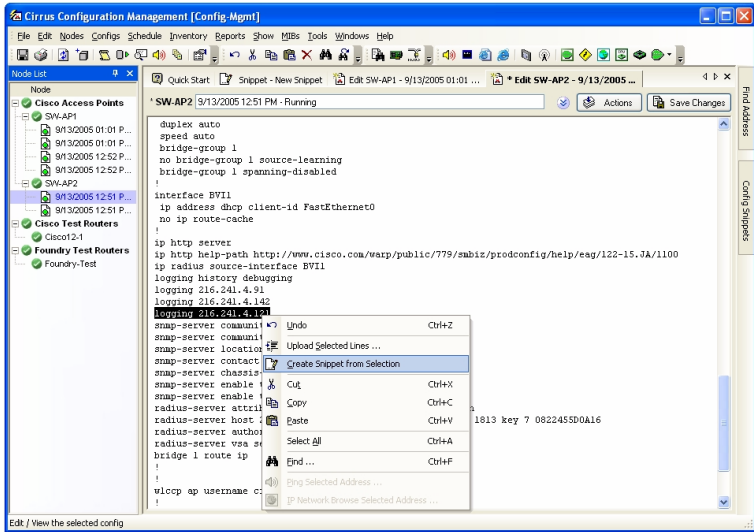 Cirrus Configuration Management [Config-Mgmt]
File Edit Nodes Configs Schedule Inventory Reports Show MIBs Tools Windows Help
Node List
Quick Start Snippet - New Snippet Edit SW-AP1 - 9/13/2005 01:01 ... * Edit SW-AP2 - 9/13/2005 ...
Node
* SW-AP2 9/13/2005 12:51 PM - Running Actions Save Changes
Cisco Access Points
SW-AP1
9/13/2005 01:01 P...
9/13/2005 01:01 P...
9/13/2005 12:52 P...
9/13/2005 12:52 P...
SW-AP2
9/13/2005 12:51 P...
9/13/2005 12:51 P...
Cisco Test Routers
Cisco12-1
Foundry Test Routers
Foundry-Test
duplex auto
speed auto
bridge-group 1
no bridge-group 1 source-learning
bridge-group 1 spanning-disabled
!
interface BVI1
ip address dhcp client-id FastEthernet0
no ip route-cache
!
ip http server
ip http help-path http://www.cisco.com/warp/public/779/smbiz/prodconfig/help/eag/122-15.JA/1100
ip radius source-interface BVI1
logging history debugging
logging 216.241.4.91
logging 216.241.4.142
logging 216.241.4.121
snmp-server communi
snmp-server communi
snmp-server location
snmp-server contact
snmp-server chassis-
snmp-server enable
snmp-server enable
radius-server attri
radius-server host 1813 key 7 0822455D0A16
radius-server author
radius-server vsa se
bridge 1 route ip
!
!
wlccp ap username ci
!
Undo Ctrl+Z
Upload Selected Lines ...
Create Snippet from Selection
Cut Ctrl+X
Copy Ctrl+C
Paste Ctrl+V
Select All Ctrl+A
Find ... Ctrl+F
Ping Selected Address ...
IP Network Browse Selected Address ...
Find Address
Config Snippets
Edit / View the selected config